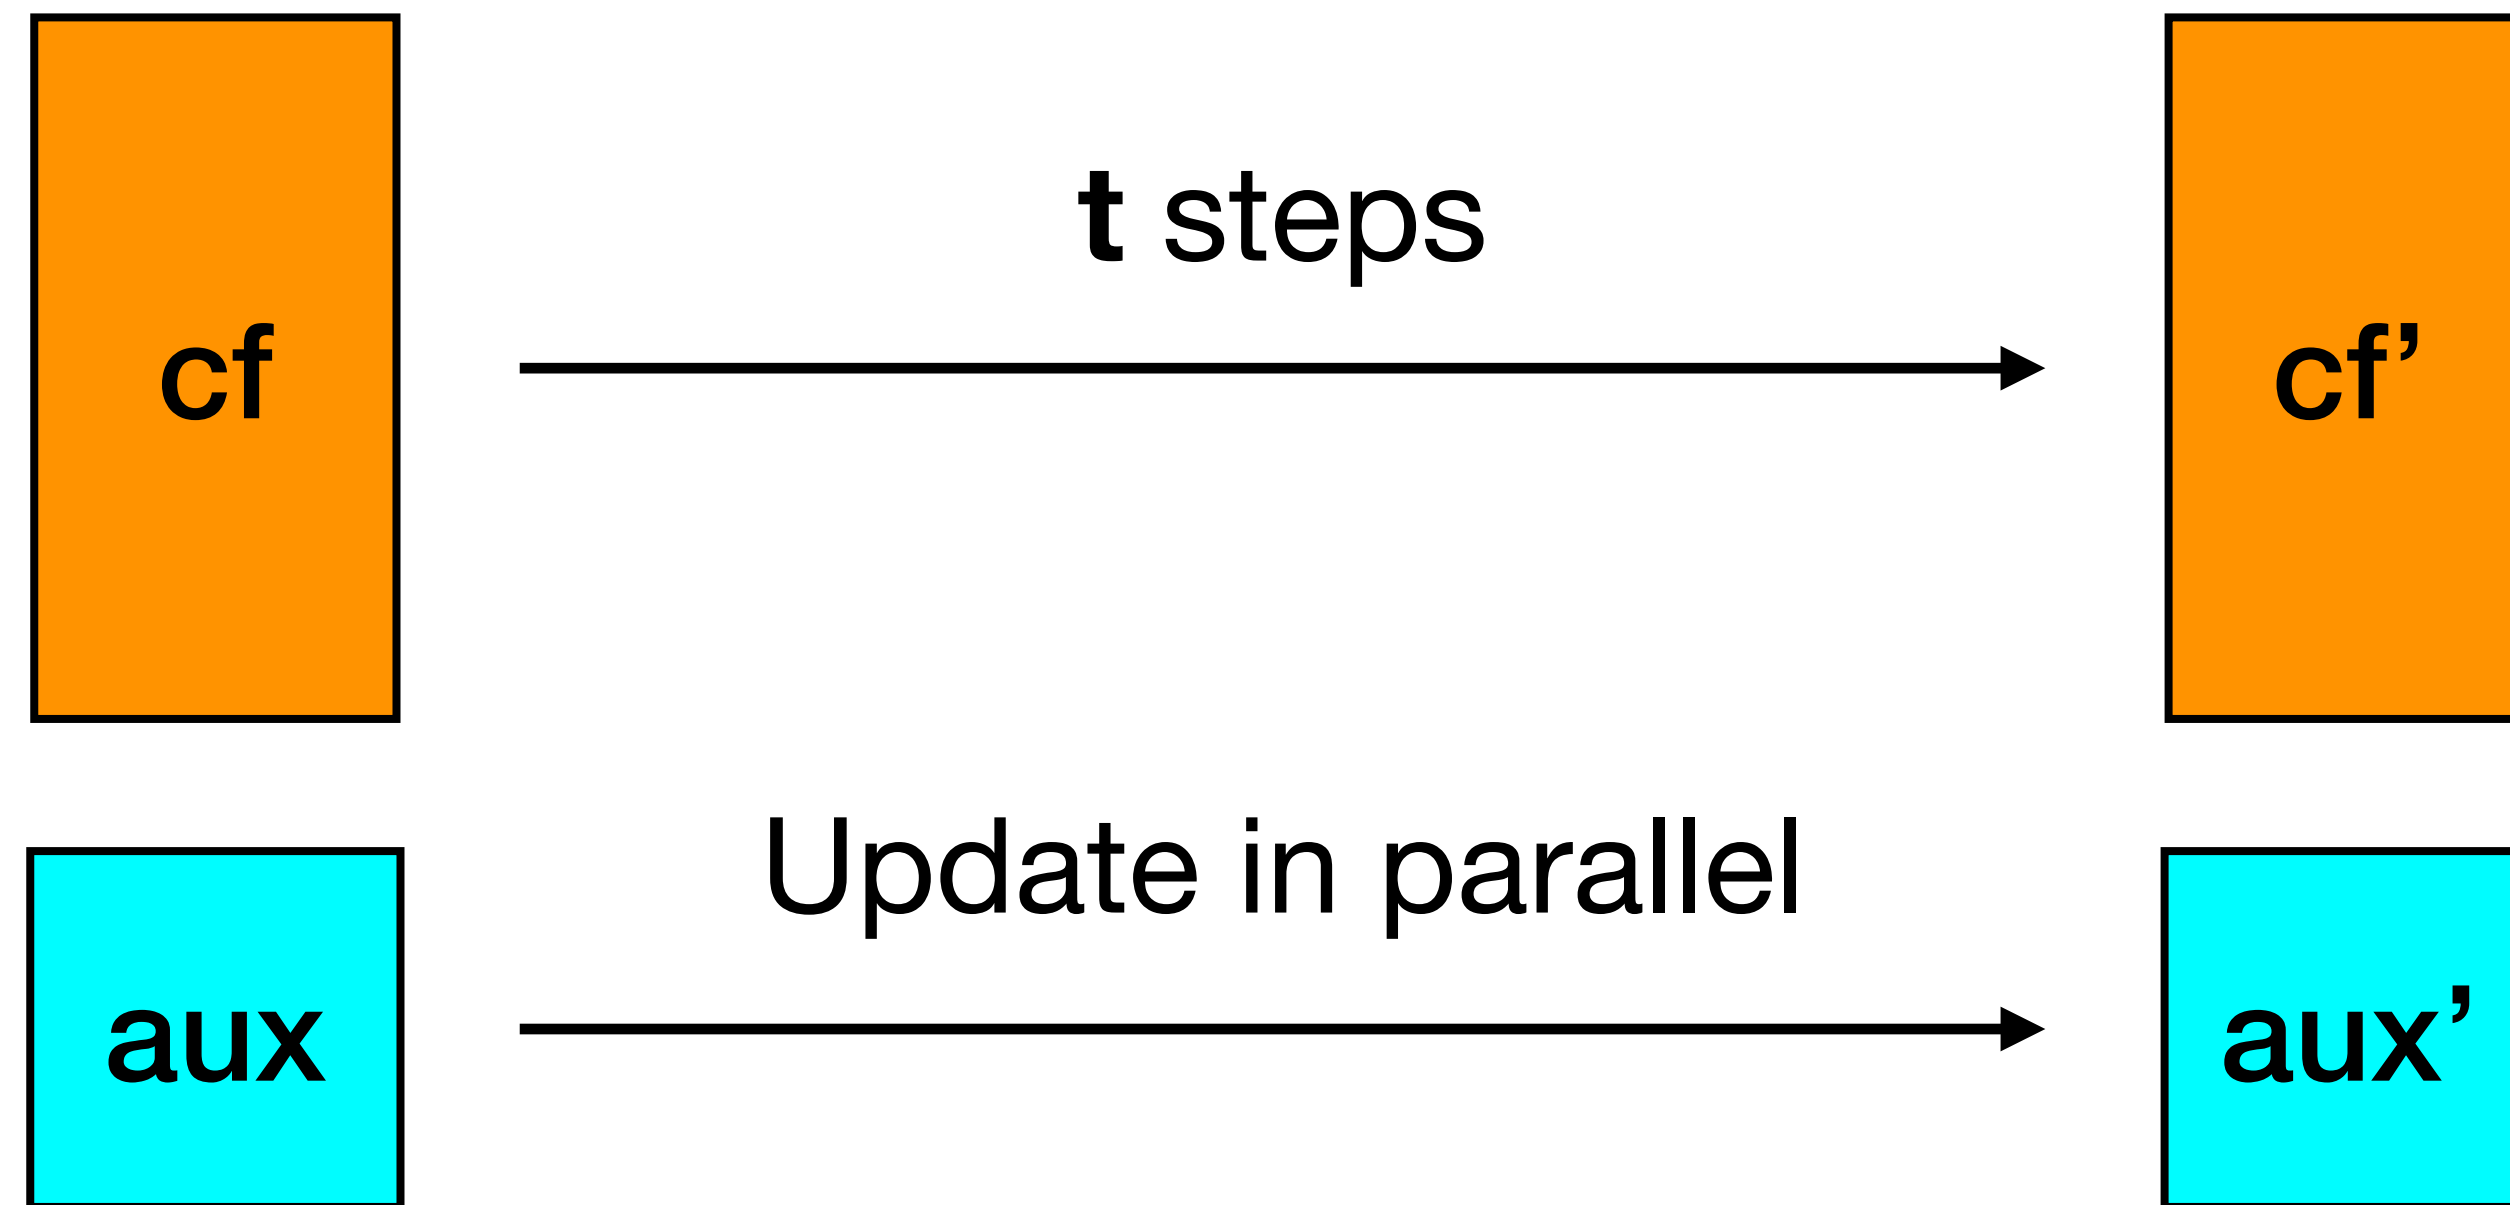 t steps
cf
cf’
Update in parallel
aux
aux’